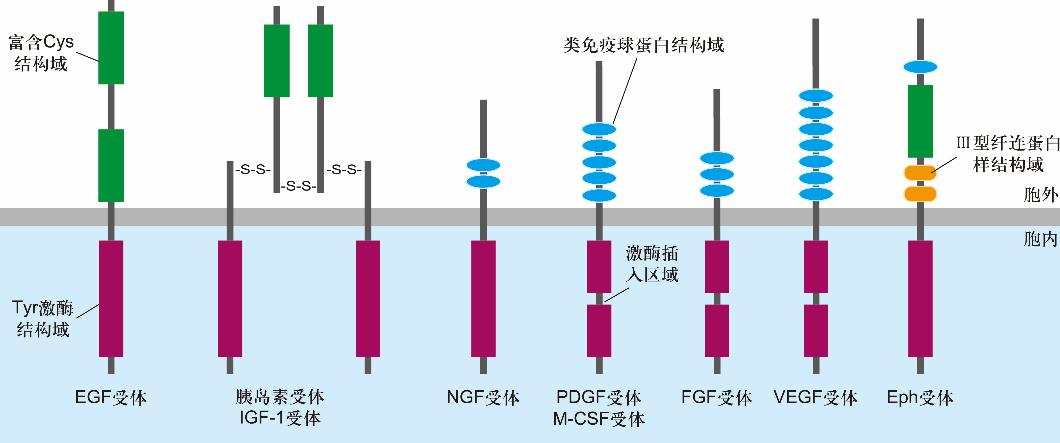 富含Cys
结构域
类免疫球蛋白结构域
III型纤连蛋白
样结构域
-S-S-
-S-S-
-S-S-
胞外
胞内
激酶插
入区域
Tyr激酶
结构域
EGF受体
胰岛素受体
IGF-1受体
NGF受体
PDGF受体
M-CSF受体
FGF受体
VEGF受体
Eph受体